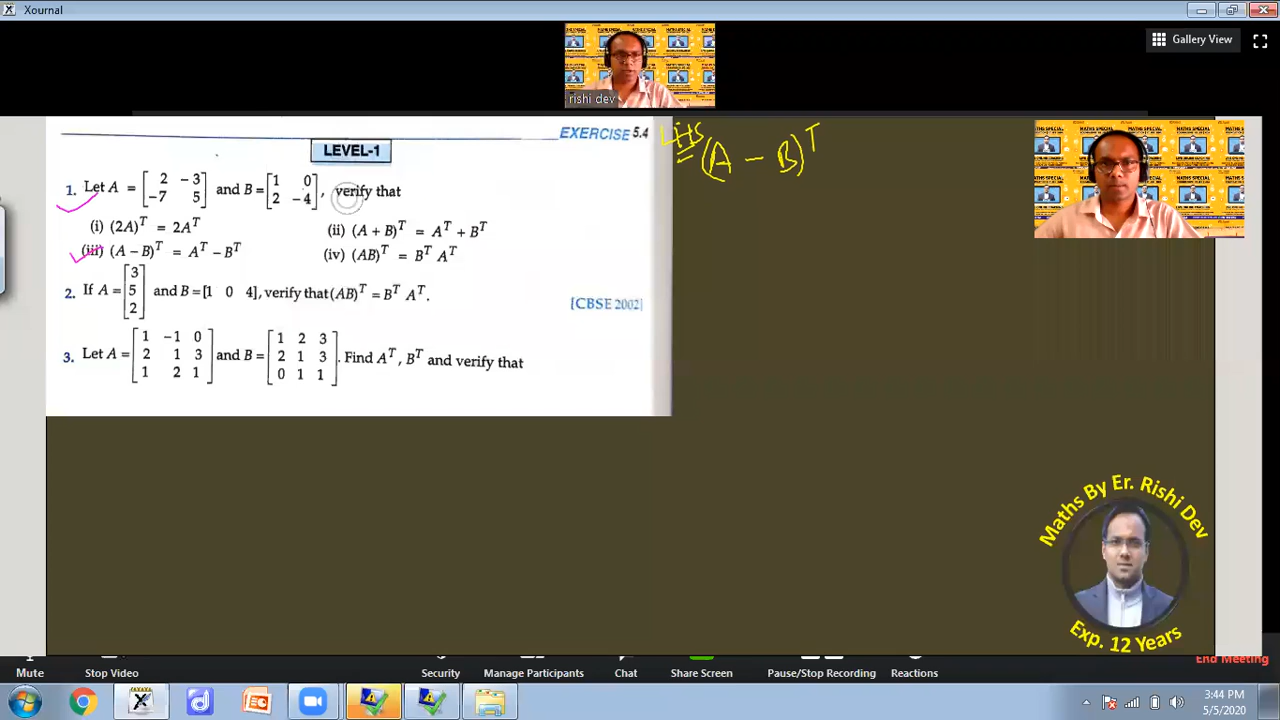 Xournal
Gallery View
rishi dev
EXERCISE 5.4
LEVEL-1
LHS (A - B)^T
1. Let A = [2 -3; -7 5] and B = [1 0; 2 -4], verify that
(i) (2A)^T = 2A^T (ii) (A + B)^T = A^T + B^T
(iii) (A - B)^T = A^T - B^T (iv) (AB)^T = B^T A^T
2. If A = [3; 5; 2] and B = [1 0 4], verify that (AB)^T = B^T A^T.
[CBSE 2002]
3. Let A = [1 -1 0; 2 1 3; 1 2 1] and B = [1 2 3; 2 1 3; 0 1 1]. Find A^T, B^T and verify that
Maths By Er. Rishi Dev
Exp. 12 Years
Mute Stop Video Security Manage Participants Chat Share Screen Pause/Stop Recording Reactions End Meeting
3:44 PM
5/5/2020